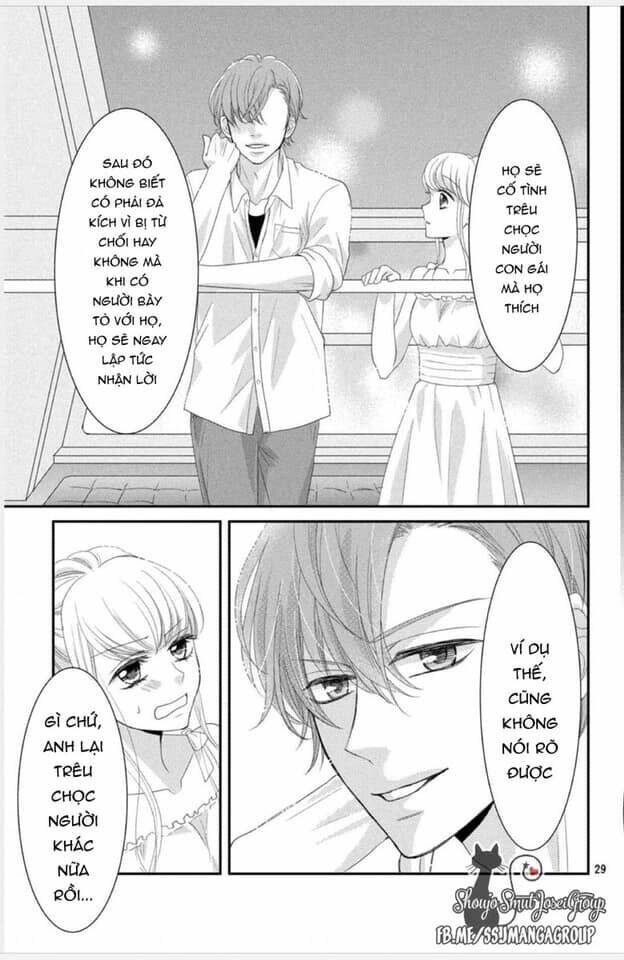 HỌ SẼ
CỐ TÌNH
TRÊU
CHỌC
NGƯỜI
CON GÁI
MÀ HỌ
THÍCH
SAU ĐÓ
KHÔNG BIẾT
CÓ PHẢI ĐẢ
KÍCH VÌ BỊ TỪ
CHỐI HAY
KHÔNG MÀ
KHI CÓ
NGƯỜI BÀY
TỎ VỚI HỌ,
HỌ SẼ NGAY
LẬP TỨC
NHẬN LỜI
VÍ DỤ
THẾ,
CŨNG
KHÔNG
NÓI RÕ
ĐƯỢC
GÌ CHỨ,
ANH LẠI
TRÊU
CHỌC
NGƯỜI
KHÁC
NỮA
RỒI...
29
Shoujo Smut Josei Group
FB.ME/SSJMANGAGROUP